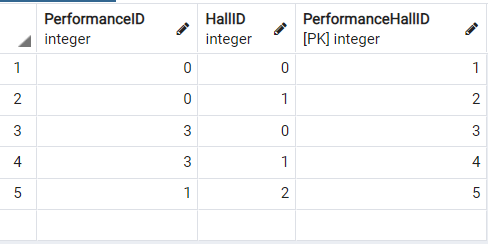 PerformanceID HallID PerformanceHallID
integer integer [PK] integer
1 0 0 1
2 0 1 2
3 3 0 3
4 3 1 4
5 1 2 5